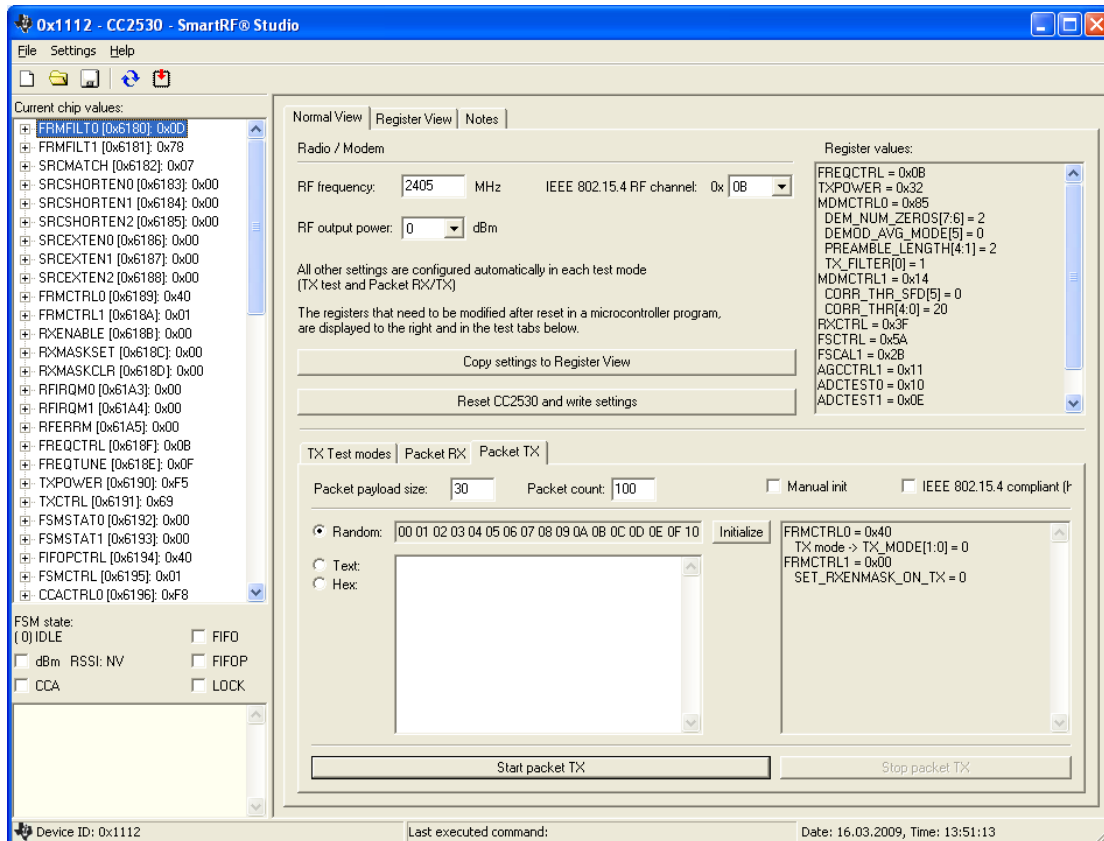 0x1112 - CC2530 - SmartRF® Studio
File Settings Help
Current chip values:
FRMFILT0 [0x6180]: 0x0D
FRMFILT1 [0x6181]: 0x78
SRCMATCH [0x6182]: 0x07
SRCSHORTEN0 [0x6183]: 0x00
SRCSHORTEN1 [0x6184]: 0x00
SRCSHORTEN2 [0x6185]: 0x00
SRCEXTEN0 [0x6186]: 0x00
SRCEXTEN1 [0x6187]: 0x00
SRCEXTEN2 [0x6188]: 0x00
FRMCTRL0 [0x6189]: 0x40
FRMCTRL1 [0x618A]: 0x01
RXENABLE [0x618B]: 0x00
RXMASKSET [0x618C]: 0x00
RXMASKCLR [0x618D]: 0x00
RFIRQM0 [0x61A3]: 0x00
RFIRQM1 [0x61A4]: 0x00
RFERRM [0x61A5]: 0x00
FREQCTRL [0x618F]: 0x0B
FREQTUNE [0x618E]: 0x0F
TXPOWER [0x6190]: 0xF5
TXCTRL [0x6191]: 0x69
FSMSTAT0 [0x6192]: 0x00
FSMSTAT1 [0x6193]: 0x00
FIFOPCTRL [0x6194]: 0x40
FSMCTRL [0x6195]: 0x01
CCACTRL0 [0x6196]: 0xF8
FSM state:
( 0) IDLE
FIFO
dBm RSSI: NV
FIFOP
CCA
LOCK
Normal View Register View Notes
Radio / Modem
RF frequency: 2405 MHz IEEE 802.15.4 RF channel: 0x 0B
RF output power: 0 dBm
All other settings are configured automatically in each test mode
(TX test and Packet RX/TX)
The registers that need to be modified after reset in a microcontroller program,
are displayed to the right and in the test tabs below.
Copy settings to Register View
Reset CC2530 and write settings
Register values:
FREQCTRL = 0x0B
TXPOWER = 0x32
MDMCTRL0 = 0x85
DEM_NUM_ZEROS[7:6] = 2
DEMOD_AVG_MODE[5] = 0
PREAMBLE_LENGTH[4:1] = 2
TX_FILTER[0] = 1
MDMCTRL1 = 0x14
CORR_THR_SFD[5] = 0
CORR_THR[4:0] = 20
RXCTRL = 0x3F
FSCTRL = 0x5A
FSCAL1 = 0x2B
AGCCTRL1 = 0x11
ADCTEST0 = 0x10
ADCTEST1 = 0x0E
TX Test modes Packet RX Packet TX
Packet payload size: 30 Packet count: 100 Manual init IEEE 802.15.4 compliant (h
Random: 00 01 02 03 04 05 06 07 08 09 0A 0B 0C 0D 0E 0F 10 Initialize
Text:
Hex:
FRMCTRL0 = 0x40
TX mode -> TX_MODE[1:0] = 0
FRMCTRL1 = 0x00
SET_RXENMASK_ON_TX = 0
Start packet TX
Stop packet TX
Device ID: 0x1112
Last executed command:
Date: 16.03.2009, Time: 13:51:13